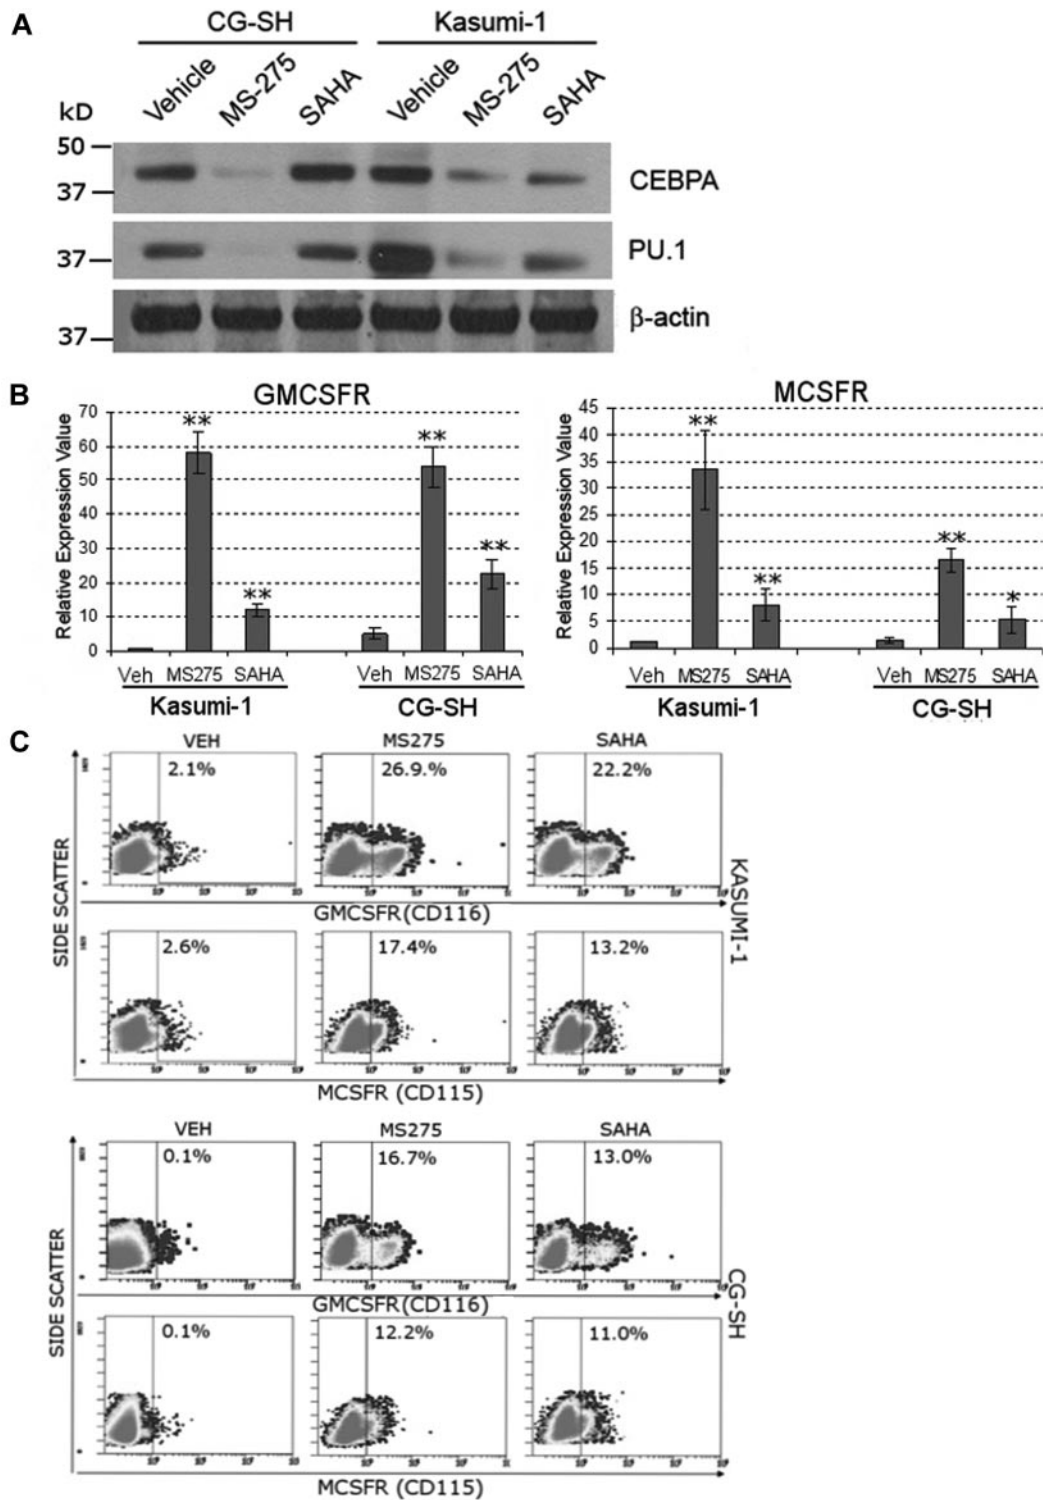 A
CG-SH Kasumi-1
kD Vehicle MS-275 SAHA Vehicle MS-275 SAHA
50
37
CEBPA
37
PU.1
37
β-actin
B
GMCSFR
Relative Expression Value
70
60
50
40
30
20
10
0
** ** ** **
Veh MS275 SAHA Veh MS275 SAHA
Kasumi-1 CG-SH
MCSFR
Relative Expression Value
45
40
35
30
25
20
15
10
5
0
** ** ** *
Veh MS275 SAHA Veh MS275 SAHA
Kasumi-1 CG-SH
C
VEH MS275 SAHA
2.1% 26.9.% 22.2%
SIDE SCATTER
GMCSFR(CD116)
KASUMI-1
2.6% 17.4% 13.2%
MCSFR (CD115)
VEH MS275 SAHA
0.1% 16.7% 13.0%
SIDE SCATTER
GMCSFR(CD116)
CG-SH
0.1% 12.2% 11.0%
MCSFR (CD115)